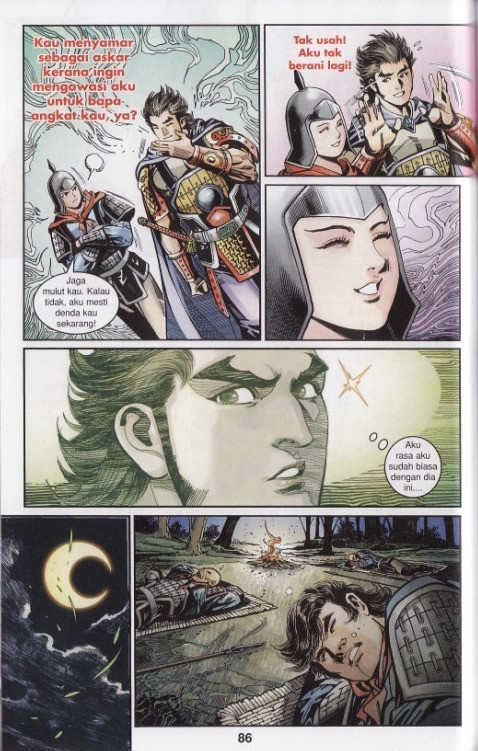 Kau menyamar
sebagai askar
kerana ingin
mengawasi aku
untuk bapa
angkat kau, ya?
Jaga
mulut kau. Kalau
tidak, aku mesti
denda kau
sekarang!
Tak usah!
Aku tak
berani lagi!
Aku
rasa aku
sudah biasa
dengan dia
ini....
86